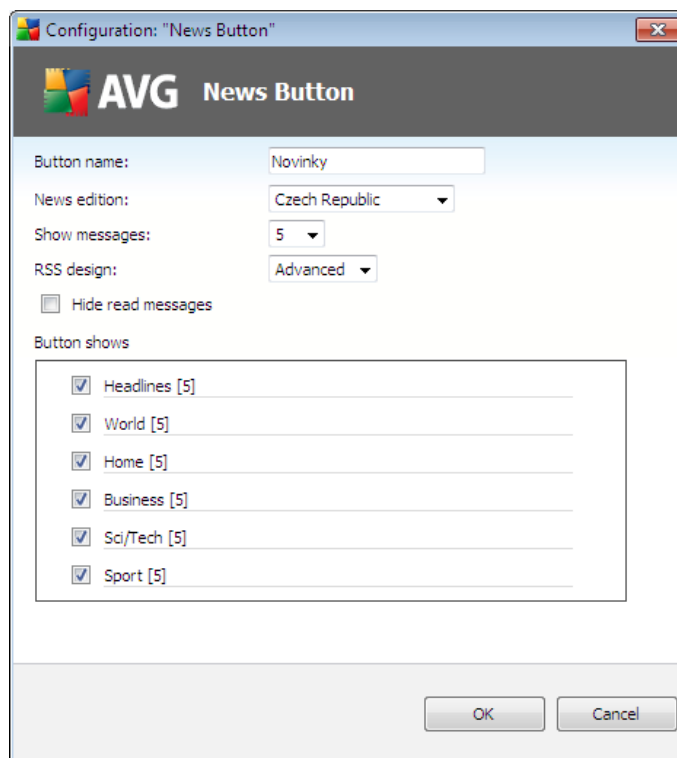 Configuration: "News Button"
AVG News Button
Button name: Novinky
News edition: Czech Republic
Show messages: 5
RSS design: Advanced
Hide read messages
Button shows
Headlines [5]
World [5]
Home [5]
Business [5]
Sci/Tech [5]
Sport [5]
OK Cancel